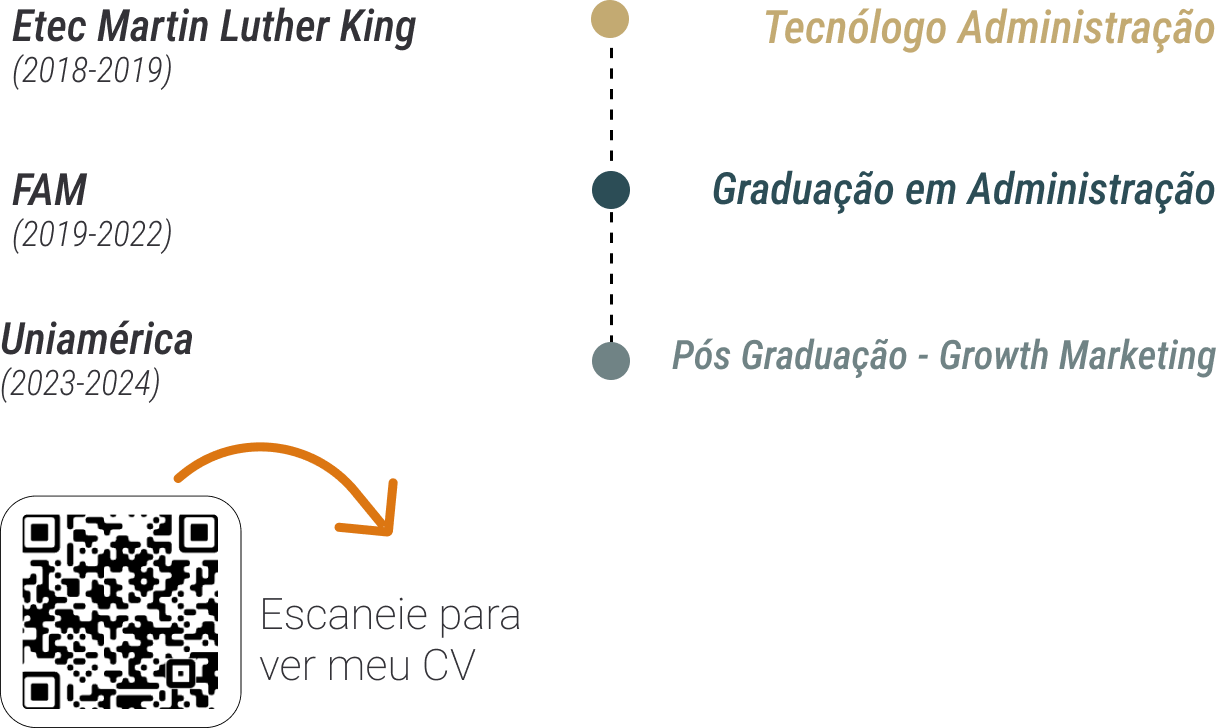 Etec Martin Luther King
(2018-2019)
Tecnólogo Administração
FAM
(2019-2022)
Graduação em Administração
Uniamérica
(2023-2024)
Pós Graduação - Growth Marketing
Escaneie para
ver meu CV